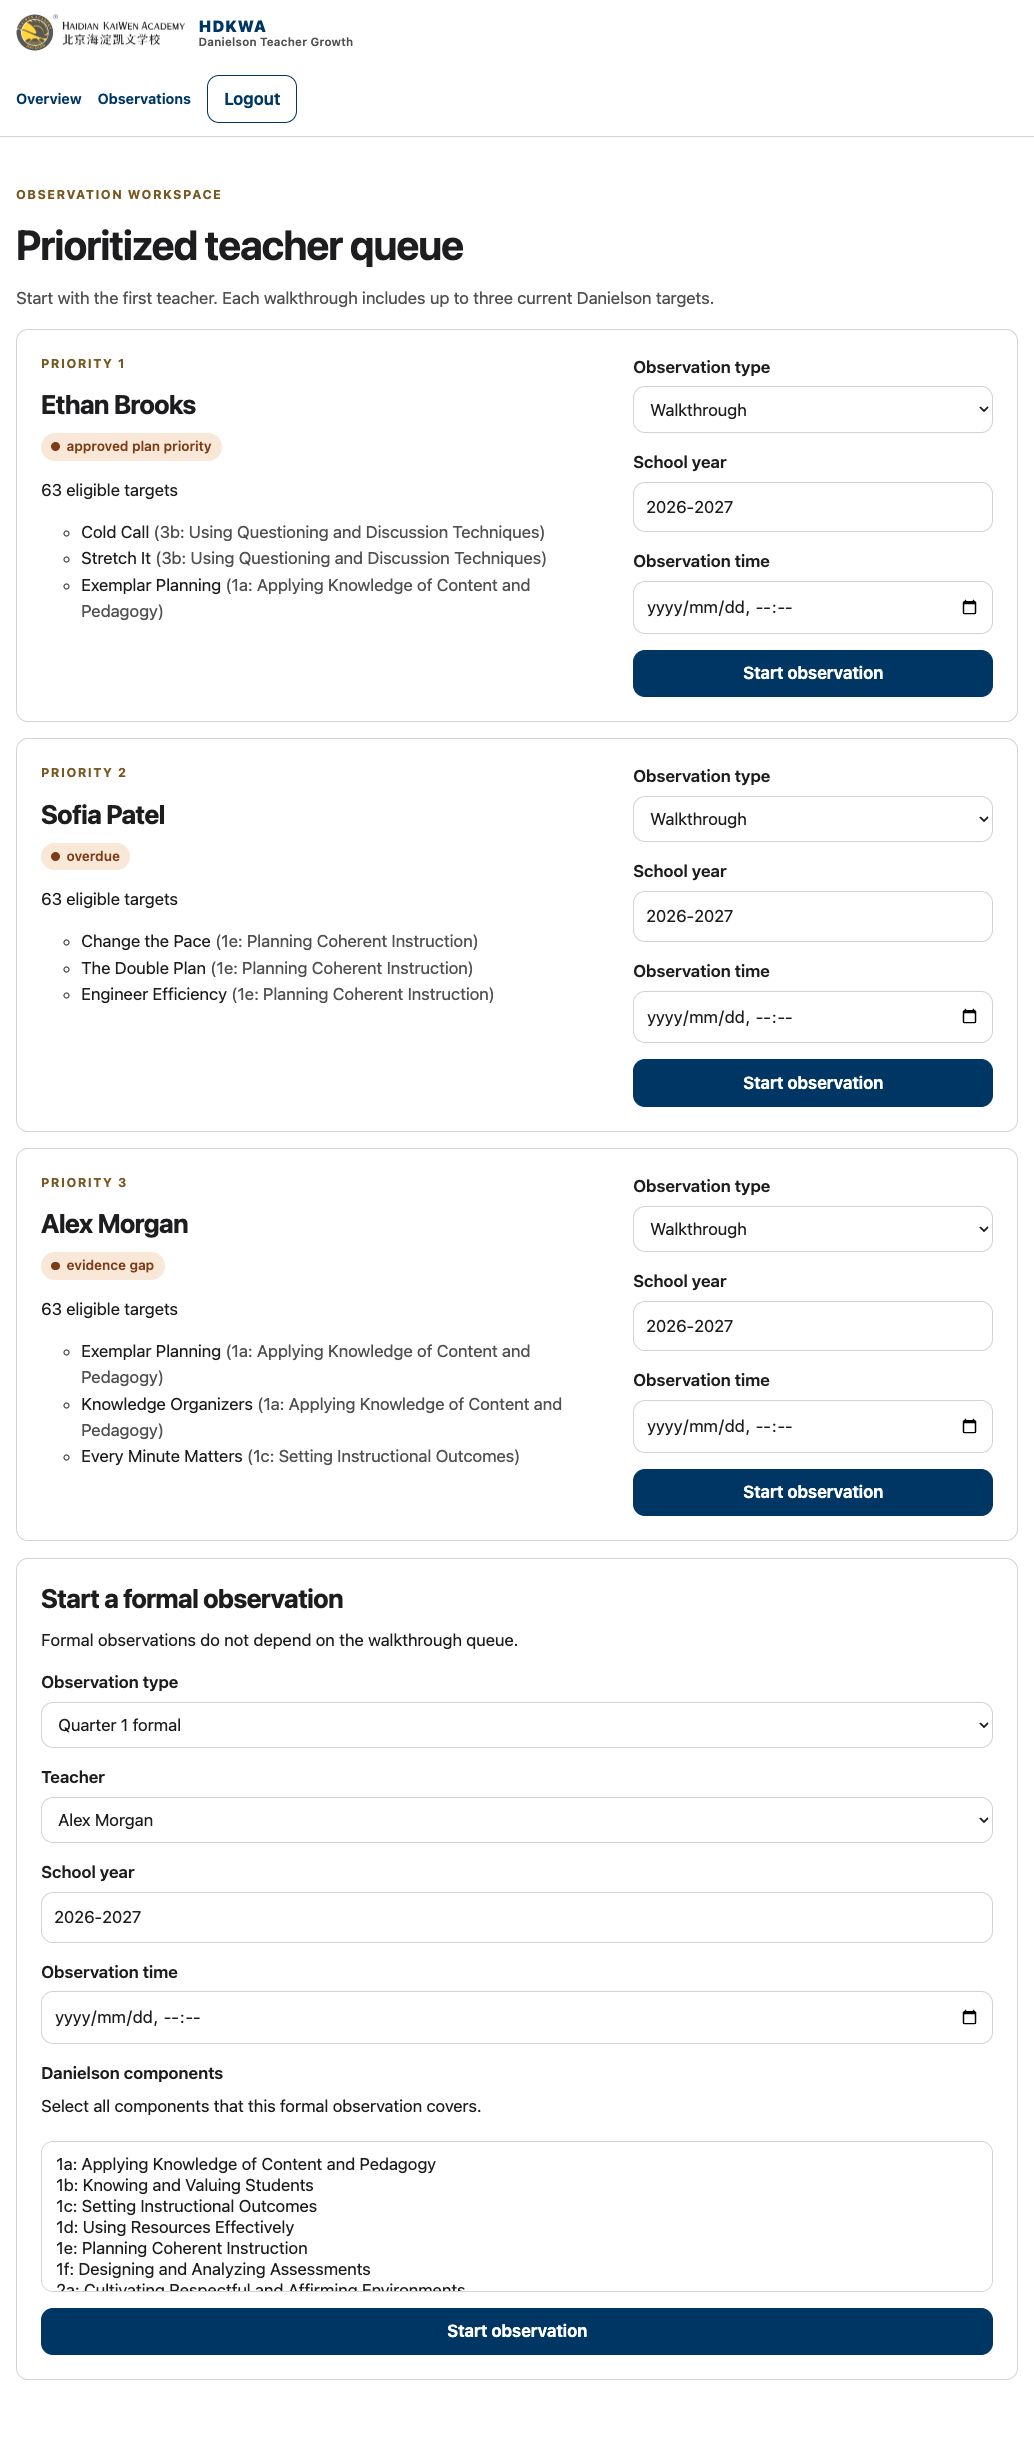 HAIDIAN KAIWEN ACADEMY
北京海淀凯文学校
HDKWA
Danielson Teacher Growth
Overview
Observations
Logout
OBSERVATION WORKSPACE
Prioritized teacher queue
Start with the first teacher. Each walkthrough includes up to three current Danielson targets.
PRIORITY 1
Ethan Brooks
approved plan priority
63 eligible targets
Cold Call (3b: Using Questioning and Discussion Techniques)
Stretch It (3b: Using Questioning and Discussion Techniques)
Exemplar Planning (1a: Applying Knowledge of Content and
Pedagogy)
Observation type
Walkthrough
School year
2026-2027
Observation time
yyyy/mm/dd, --:--
Start observation
PRIORITY 2
Sofia Patel
overdue
63 eligible targets
Change the Pace (1e: Planning Coherent Instruction)
The Double Plan (1e: Planning Coherent Instruction)
Engineer Efficiency (1e: Planning Coherent Instruction)
Observation type
Walkthrough
School year
2026-2027
Observation time
yyyy/mm/dd, --:--
Start observation
PRIORITY 3
Alex Morgan
evidence gap
63 eligible targets
Exemplar Planning (1a: Applying Knowledge of Content and
Pedagogy)
Knowledge Organizers (1a: Applying Knowledge of Content and
Pedagogy)
Every Minute Matters (1c: Setting Instructional Outcomes)
Observation type
Walkthrough
School year
2026-2027
Observation time
yyyy/mm/dd, --:--
Start observation
Start a formal observation
Formal observations do not depend on the walkthrough queue.
Observation type
Quarter 1 formal
Teacher
Alex Morgan
School year
2026-2027
Observation time
yyyy/mm/dd, --:--
Danielson components
Select all components that this formal observation covers.
1a: Applying Knowledge of Content and Pedagogy
1b: Knowing and Valuing Students
1c: Setting Instructional Outcomes
1d: Using Resources Effectively
1e: Planning Coherent Instruction
1f: Designing and Analyzing Assessments
2a: Cultivating Respectful and Affirming Environments
Start observation